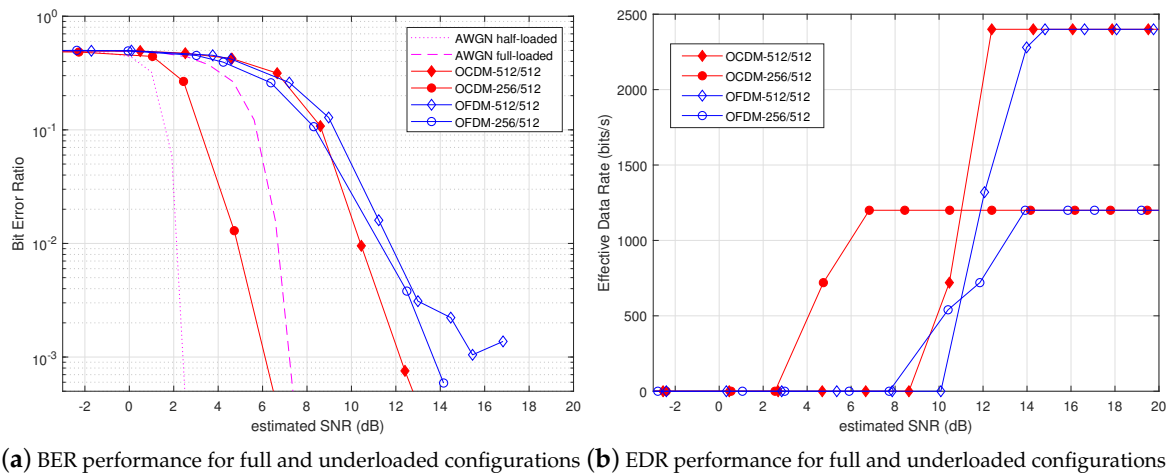 10^0
10^-1
10^-2
10^-3
Bit Error Ratio
AWGN half-loaded
AWGN full-loaded
OCDM-512/512
OCDM-256/512
OFDM-512/512
OFDM-256/512
-2 0 2 4 6 8 10 12 14 16 18 20
estimated SNR (dB)
2500
2000
1500
1000
500
0
Effective Data Rate (bits/s)
OCDM-512/512
OCDM-256/512
OFDM-512/512
OFDM-256/512
-2 0 2 4 6 8 10 12 14 16 18 20
estimated SNR (dB)
(a) BER performance for full and underloaded configurations
(b) EDR performance for full and underloaded configurations